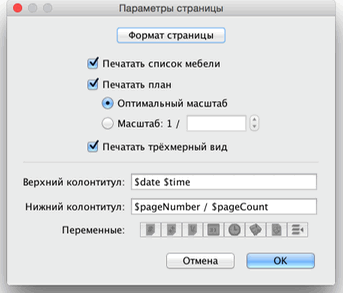 Параметры страницы
Формат страницы
Печатать список мебели
Печатать план
Оптимальный масштаб
Масштаб: 1 /
Печатать трёхмерный вид
Верхний колонтитул: $date $time
Нижний колонтитул: $pageNumber / $pageCount
Переменные:
Отмена OK